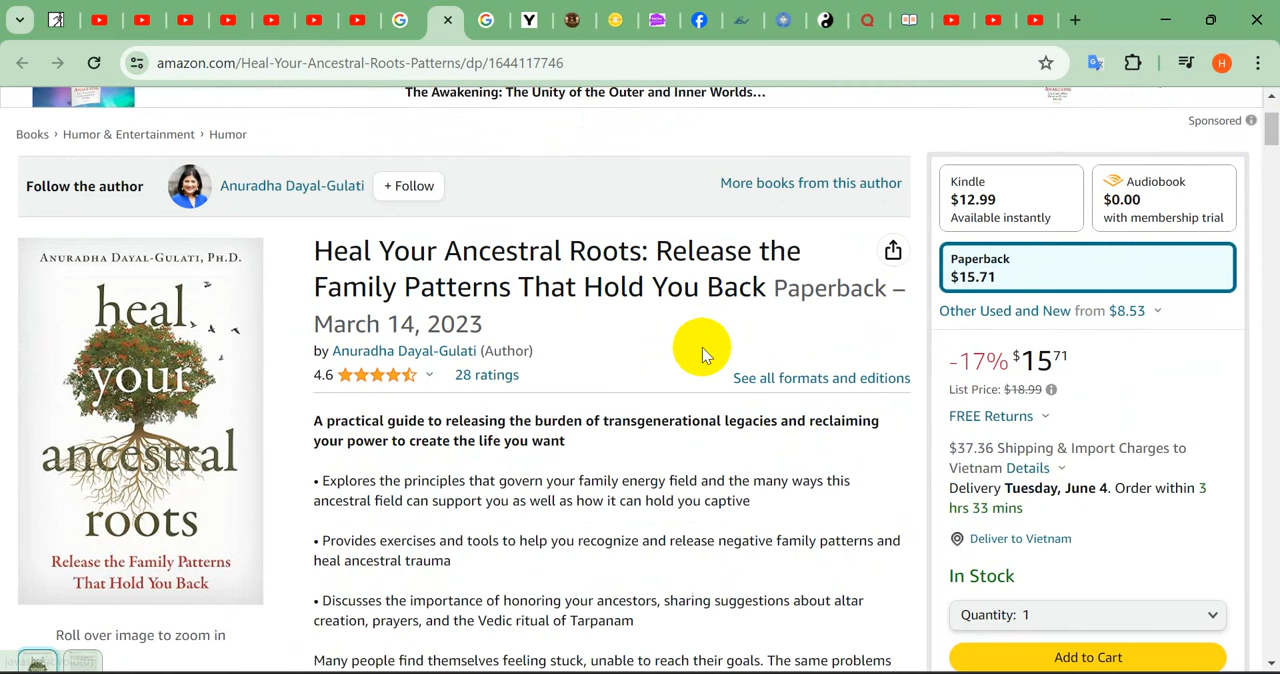 amazon.com/Heal-Your-Ancestral-Roots-Patterns/dp/1644117746
H
The Awakening: The Unity of the Outer and Inner Worlds...
Sponsored
Books › Humor & Entertainment › Humor
Follow the author
Anuradha Dayal-Gulati
+ Follow
More books from this author
ANURADHA DAYAL-GULATI, PH.D.
heal
your
ancestral
roots
Release the Family Patterns
That Hold You Back
Roll over image to zoom in
Heal Your Ancestral Roots: Release the
Family Patterns That Hold You Back Paperback –
March 14, 2023
by Anuradha Dayal-Gulati (Author)
4.6
28 ratings
See all formats and editions
A practical guide to releasing the burden of transgenerational legacies and reclaiming
your power to create the life you want
• Explores the principles that govern your family energy field and the many ways this
ancestral field can support you as well as how it can hold you captive
• Provides exercises and tools to help you recognize and release negative family patterns and
heal ancestral trauma
• Discusses the importance of honoring your ancestors, sharing suggestions about altar
creation, prayers, and the Vedic ritual of Tarpanam
Many people find themselves feeling stuck, unable to reach their goals. The same problems
Kindle
$12.99
Available instantly
Audiobook
$0.00
with membership trial
Paperback
$15.71
Other Used and New from $8.53
-17% $15 71
List Price: $18.99
FREE Returns
$37.36 Shipping & Import Charges to
Vietnam Details
Delivery Tuesday, June 4. Order within 3
hrs 33 mins
Deliver to Vietnam
In Stock
Quantity: 1
Add to Cart